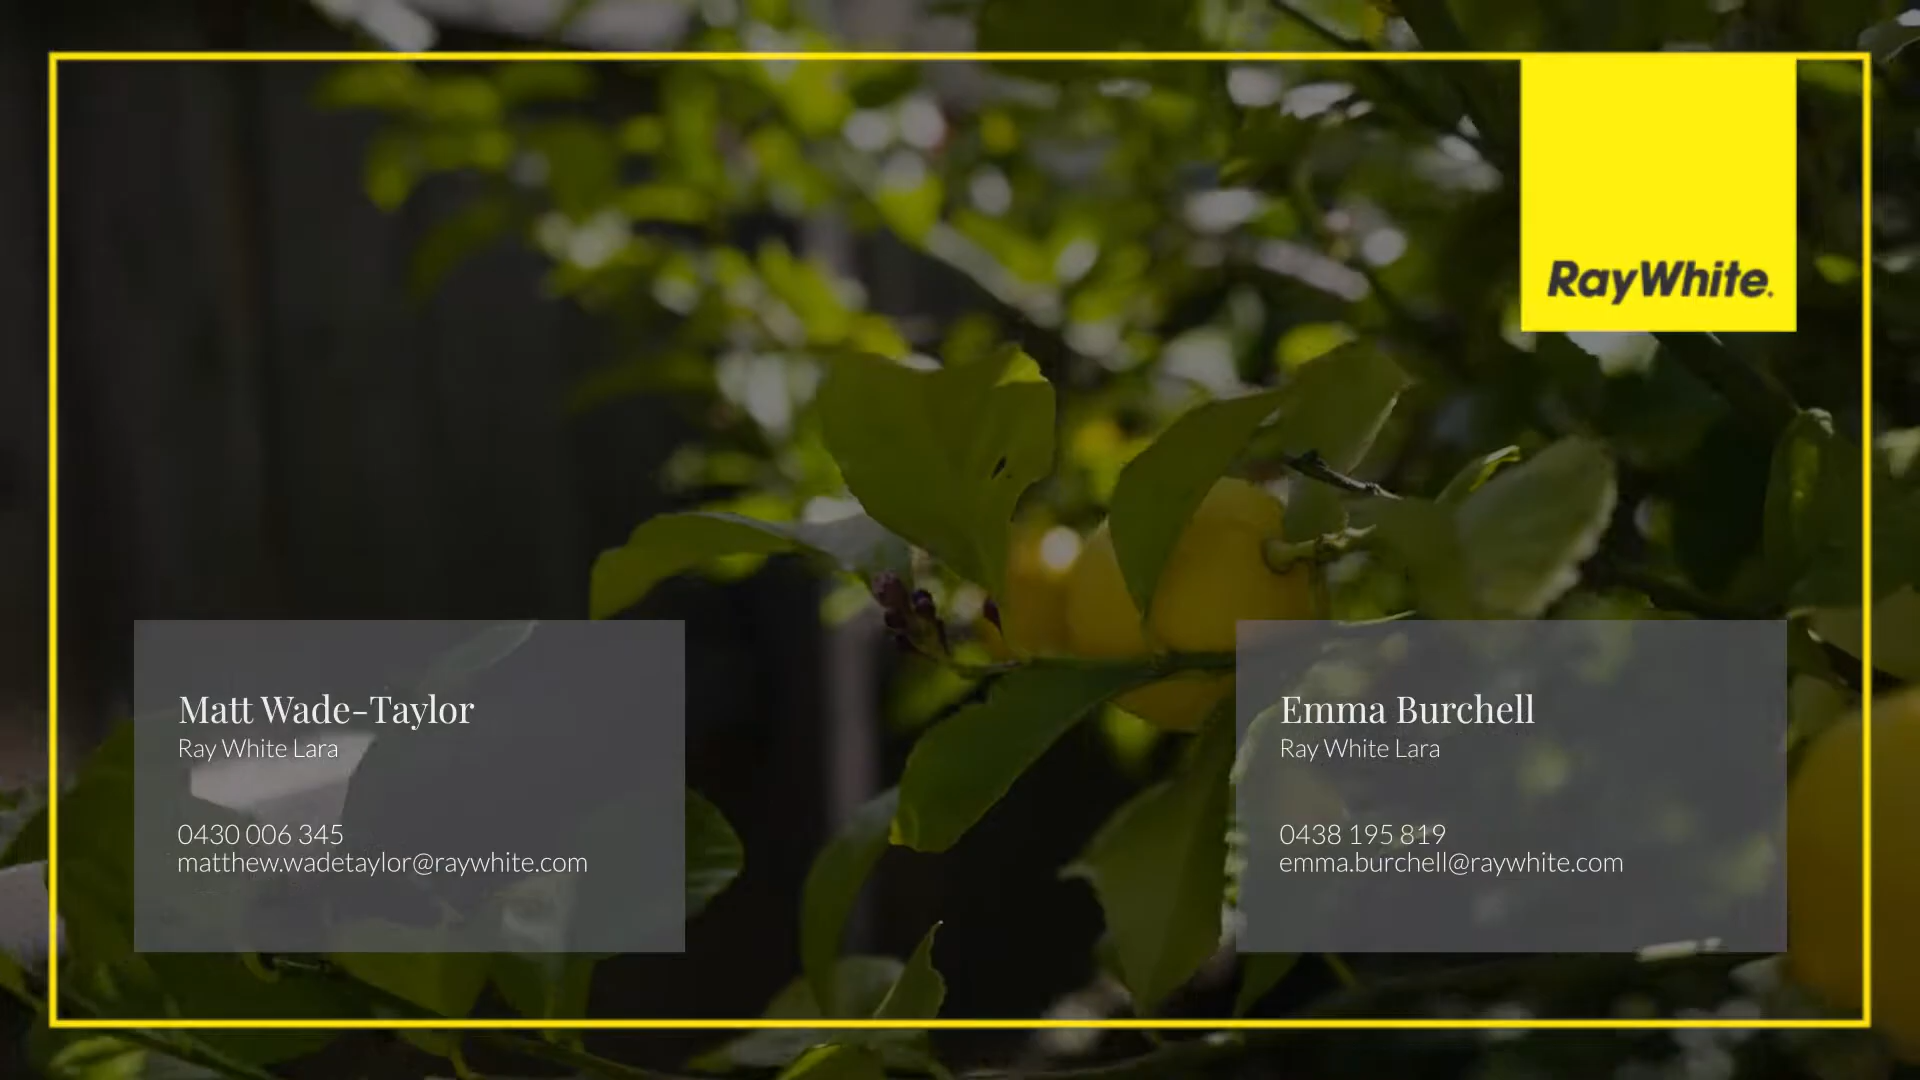 RayWhite.
Matt Wade-Taylor
Ray White Lara
0430 006 345
matthew.wadetaylor@raywhite.com
Emma Burchell
Ray White Lara
0438 195 819
emma.burchell@raywhite.com